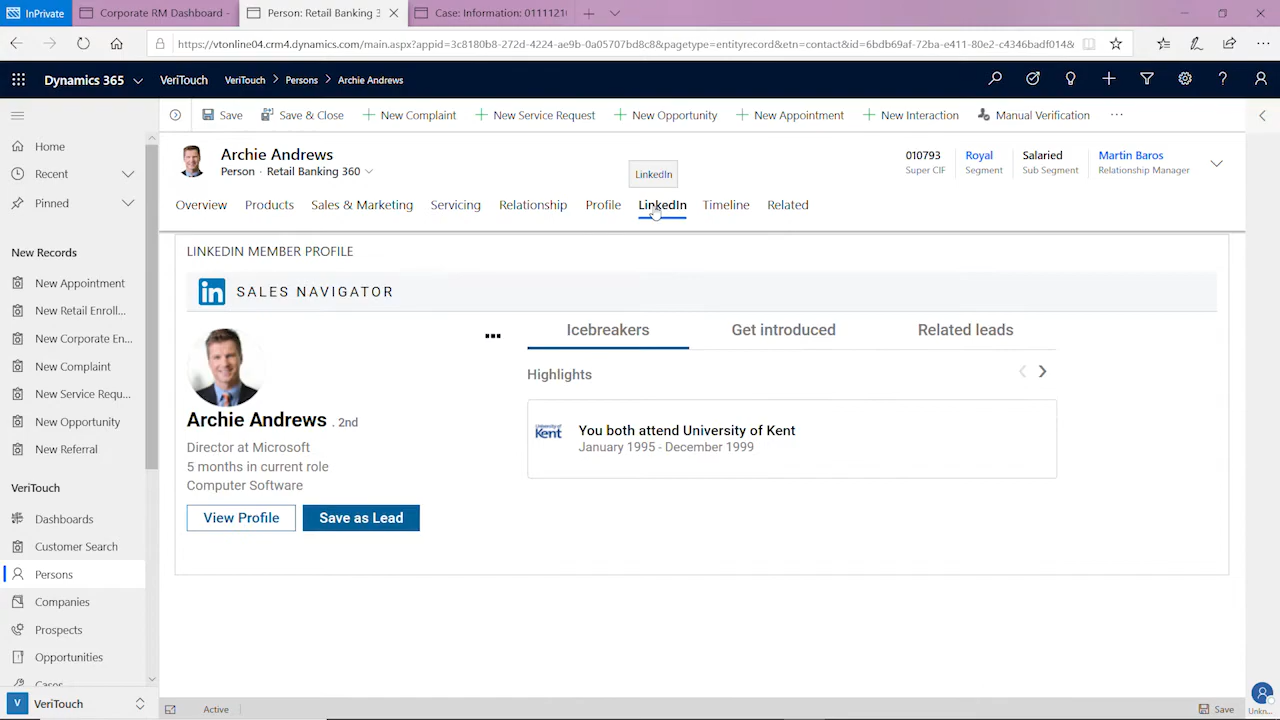 InPrivate
Corporate RM Dashboard -
Person: Retail Banking 3
Case: Information: 0111121
https://vtonline04.crm4.dynamics.com/main.aspx?appid=3c8180b8-272d-4224-ae9b-0a05707bd8c8&pagetype=entityrecord&etn=contact&id=6bdb69af-72ba-e411-80e2-c4346badf014&
Dynamics 365
VeriTouch
VeriTouch > Persons > Archie Andrews
Save
Save & Close
New Complaint
New Service Request
New Opportunity
New Appointment
New Interaction
Manual Verification
Home
Recent
Pinned
New Records
New Appointment
New Retail Enroll...
New Corporate En...
New Complaint
New Service Requ...
New Opportunity
New Referral
VeriTouch
Dashboards
Customer Search
Persons
Companies
Prospects
Opportunities
Cases
V VeriTouch
Archie Andrews
Person · Retail Banking 360
LinkedIn
010793
Super CIF
Royal
Segment
Salaried
Sub Segment
Martin Baros
Relationship Manager
Overview
Products
Sales & Marketing
Servicing
Relationship
Profile
LinkedIn
Timeline
Related
LINKEDIN MEMBER PROFILE
in SALES NAVIGATOR
Archie Andrews . 2nd
Director at Microsoft
5 months in current role
Computer Software
View Profile
Save as Lead
Icebreakers
Get introduced
Related leads
Highlights
University of
Kent
You both attend University of Kent
January 1995 - December 1999
Active
Save
Unkn...